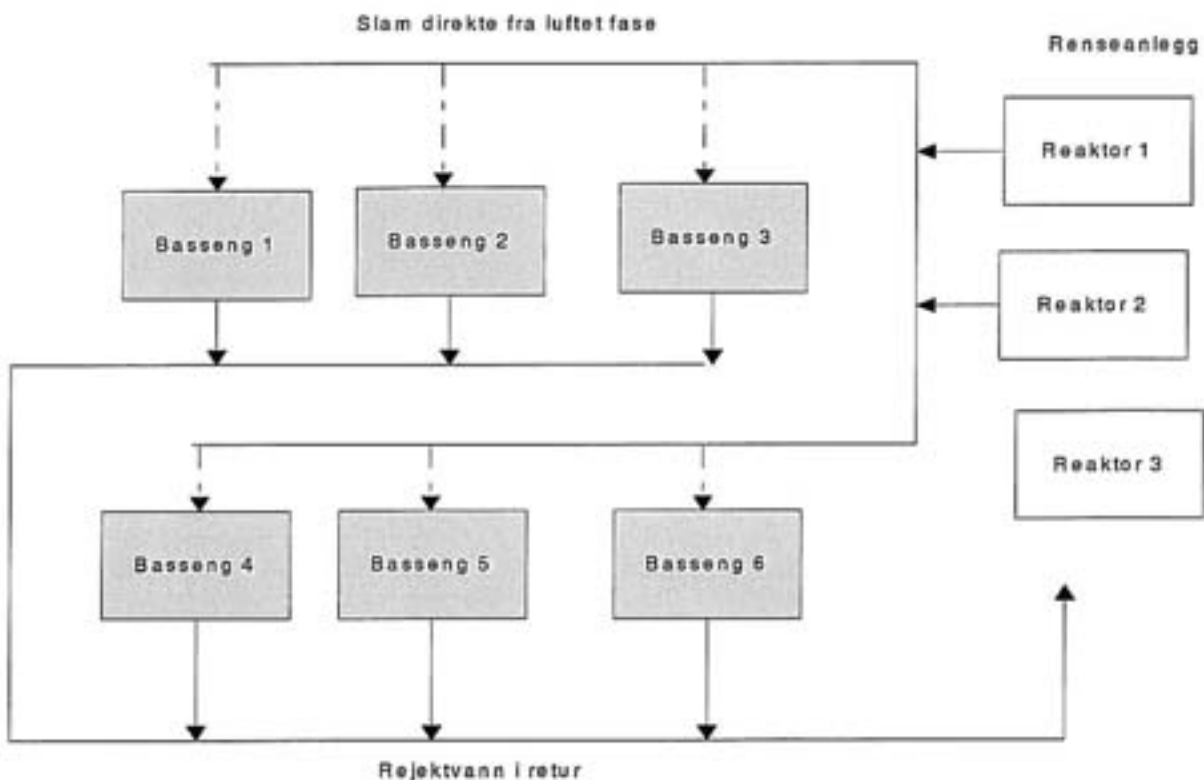 Slam direkte fra luftet fase
Renseanlegg
Reaktor 1
Basseng 1
Basseng 2
Basseng 3
Reaktor 2
Reaktor 3
Basseng 4
Basseng 5
Basseng 6
Rejektvann i retur